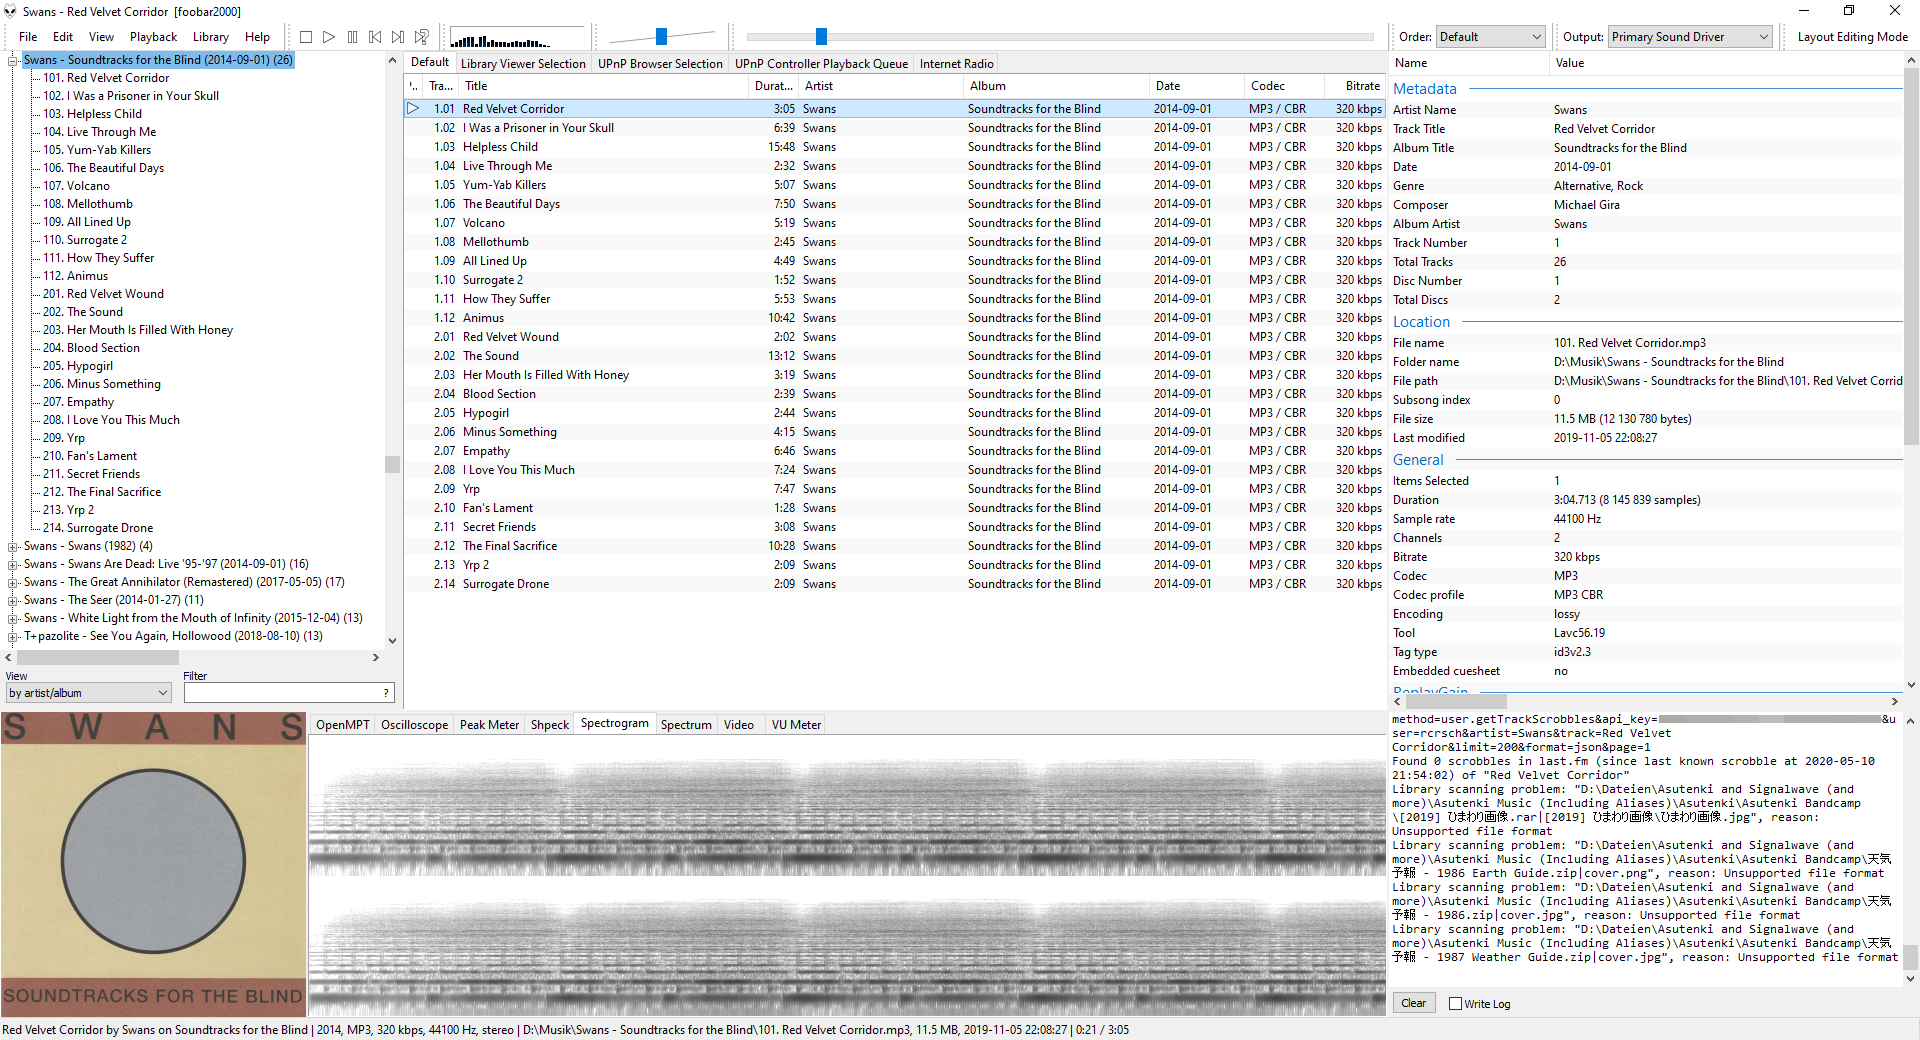 Swans - Red Velvet Corridor  [foobar2000]
File Edit View Playback Library Help
Order: Default Output: Primary Sound Driver Layout Editing Mode
Swans - Soundtracks for the Blind (2014-09-01) (26)
101. Red Velvet Corridor
102. I Was a Prisoner in Your Skull
103. Helpless Child
104. Live Through Me
105. Yum-Yab Killers
106. The Beautiful Days
107. Volcano
108. Mellothumb
109. All Lined Up
110. Surrogate 2
111. How They Suffer
112. Animus
201. Red Velvet Wound
202. The Sound
203. Her Mouth Is Filled With Honey
204. Blood Section
205. Hypogirl
206. Minus Something
207. Empathy
208. I Love You This Much
209. Yrp
210. Fan's Lament
211. Secret Friends
212. The Final Sacrifice
213. Yrp 2
214. Surrogate Drone
Swans - Swans (1982) (4)
Swans - Swans Are Dead: Live '95-'97 (2014-09-01) (16)
Swans - The Great Annihilator (Remastered) (2017-05-05) (17)
Swans - The Seer (2014-01-27) (11)
Swans - White Light from the Mouth of Infinity (2015-12-04) (13)
T+pazolite - See You Again, Hollowood (2018-08-10) (13)
View Filter
by artist/album ?
Default Library Viewer Selection UPnP Browser Selection UPnP Controller Playback Queue Internet Radio
'.. Tra... Title Durat... Artist Album Date Codec Bitrate
1.01 Red Velvet Corridor 3:05 Swans Soundtracks for the Blind 2014-09-01 MP3 / CBR 320 kbps
1.02 I Was a Prisoner in Your Skull 6:39 Swans Soundtracks for the Blind 2014-09-01 MP3 / CBR 320 kbps
1.03 Helpless Child 15:48 Swans Soundtracks for the Blind 2014-09-01 MP3 / CBR 320 kbps
1.04 Live Through Me 2:32 Swans Soundtracks for the Blind 2014-09-01 MP3 / CBR 320 kbps
1.05 Yum-Yab Killers 5:07 Swans Soundtracks for the Blind 2014-09-01 MP3 / CBR 320 kbps
1.06 The Beautiful Days 7:50 Swans Soundtracks for the Blind 2014-09-01 MP3 / CBR 320 kbps
1.07 Volcano 5:19 Swans Soundtracks for the Blind 2014-09-01 MP3 / CBR 320 kbps
1.08 Mellothumb 2:45 Swans Soundtracks for the Blind 2014-09-01 MP3 / CBR 320 kbps
1.09 All Lined Up 4:49 Swans Soundtracks for the Blind 2014-09-01 MP3 / CBR 320 kbps
1.10 Surrogate 2 1:52 Swans Soundtracks for the Blind 2014-09-01 MP3 / CBR 320 kbps
1.11 How They Suffer 5:53 Swans Soundtracks for the Blind 2014-09-01 MP3 / CBR 320 kbps
1.12 Animus 10:42 Swans Soundtracks for the Blind 2014-09-01 MP3 / CBR 320 kbps
2.01 Red Velvet Wound 2:02 Swans Soundtracks for the Blind 2014-09-01 MP3 / CBR 320 kbps
2.02 The Sound 13:12 Swans Soundtracks for the Blind 2014-09-01 MP3 / CBR 320 kbps
2.03 Her Mouth Is Filled With Honey 3:19 Swans Soundtracks for the Blind 2014-09-01 MP3 / CBR 320 kbps
2.04 Blood Section 2:39 Swans Soundtracks for the Blind 2014-09-01 MP3 / CBR 320 kbps
2.05 Hypogirl 2:44 Swans Soundtracks for the Blind 2014-09-01 MP3 / CBR 320 kbps
2.06 Minus Something 4:15 Swans Soundtracks for the Blind 2014-09-01 MP3 / CBR 320 kbps
2.07 Empathy 6:46 Swans Soundtracks for the Blind 2014-09-01 MP3 / CBR 320 kbps
2.08 I Love You This Much 7:24 Swans Soundtracks for the Blind 2014-09-01 MP3 / CBR 320 kbps
2.09 Yrp 7:47 Swans Soundtracks for the Blind 2014-09-01 MP3 / CBR 320 kbps
2.10 Fan's Lament 1:28 Swans Soundtracks for the Blind 2014-09-01 MP3 / CBR 320 kbps
2.11 Secret Friends 3:08 Swans Soundtracks for the Blind 2014-09-01 MP3 / CBR 320 kbps
2.12 The Final Sacrifice 10:28 Swans Soundtracks for the Blind 2014-09-01 MP3 / CBR 320 kbps
2.13 Yrp 2 2:09 Swans Soundtracks for the Blind 2014-09-01 MP3 / CBR 320 kbps
2.14 Surrogate Drone 2:09 Swans Soundtracks for the Blind 2014-09-01 MP3 / CBR 320 kbps
Name Value
Metadata
Artist Name Swans
Track Title Red Velvet Corridor
Album Title Soundtracks for the Blind
Date 2014-09-01
Genre Alternative, Rock
Composer Michael Gira
Album Artist Swans
Track Number 1
Total Tracks 26
Disc Number 1
Total Discs 2
Location
File name 101. Red Velvet Corridor.mp3
Folder name D:\Musik\Swans - Soundtracks for the Blind
File path D:\Musik\Swans - Soundtracks for the Blind\101. Red Velvet Corrid
Subsong index 0
File size 11.5 MB (12 130 780 bytes)
Last modified 2019-11-05 22:08:27
General
Items Selected 1
Duration 3:04.713 (8 145 839 samples)
Sample rate 44100 Hz
Channels 2
Bitrate 320 kbps
Codec MP3
Codec profile MP3 CBR
Encoding lossy
Tool Lavc56.19
Tag type id3v2.3
Embedded cuesheet no
ReplayGain
SWANS
SOUNDTRACKS FOR THE BLIND
OpenMPT Oscilloscope Peak Meter Shpeck Spectrogram Spectrum Video VU Meter
method=user.getTrackScrobbles&api_key= &u
ser=rcrsch&artist=Swans&track=Red Velvet
Corridor&limit=200&format=json&page=1
Found 0 scrobbles in last.fm (since last known scrobble at 2020-05-10
21:54:02) of "Red Velvet Corridor"
Library scanning problem: "D:\Dateien\Asutenki and Signalwave (and
more)\Asutenki Music (Including Aliases)\Asutenki\Asutenki Bandcamp
\[2019] ひまわり画像.rar|[2019] ひまわり画像\ひまわり画像.jpg", reason:
Unsupported file format
Library scanning problem: "D:\Dateien\Asutenki and Signalwave (and
more)\Asutenki Music (Including Aliases)\Asutenki\Asutenki Bandcamp\天気
予報 - 1986 Earth Guide.zip|cover.png", reason: Unsupported file format
Library scanning problem: "D:\Dateien\Asutenki and Signalwave (and
more)\Asutenki Music (Including Aliases)\Asutenki\Asutenki Bandcamp\天気
予報 - 1986.zip|cover.jpg", reason: Unsupported file format
Library scanning problem: "D:\Dateien\Asutenki and Signalwave (and
more)\Asutenki Music (Including Aliases)\Asutenki\Asutenki Bandcamp\天気
予報 - 1987 Weather Guide.zip|cover.jpg", reason: Unsupported file format
Clear Write Log
Red Velvet Corridor by Swans on Soundtracks for the Blind | 2014, MP3, 320 kbps, 44100 Hz, stereo | D:\Musik\Swans - Soundtracks for the Blind\101. Red Velvet Corridor.mp3, 11.5 MB, 2019-11-05 22:08:27 | 0:21 / 3:05